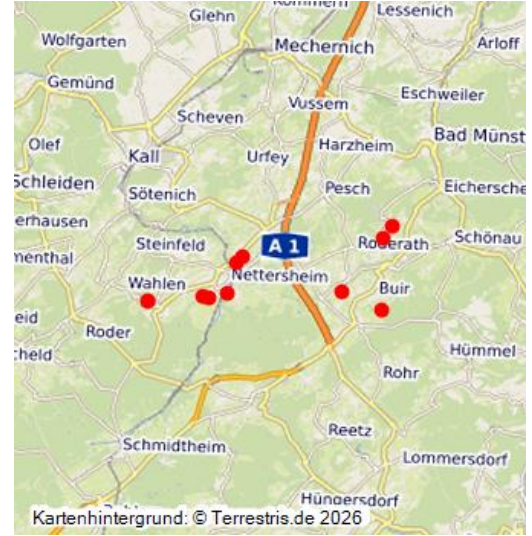 Glehn
Lessenich
Wolfgarten
Mechernich
Arloff
Gemünd
Eschweiler
Vussem
Scheven
Olef
Kall
Urfey
Harzheim
Bad Münst
Schleiden
Sötenich
Pesch
Eichersche
erhausen
Steinfeld
A 1
Roderath
Schönau
menthal
Wahlen
Nettersheim
Buir
eid
Roder
cheld
Hümmel
Rohr
Reetz
Schmidtheim
Lommersdorf
Hüngersdorf
Kartenhintergrund: © Terrestris.de 2026